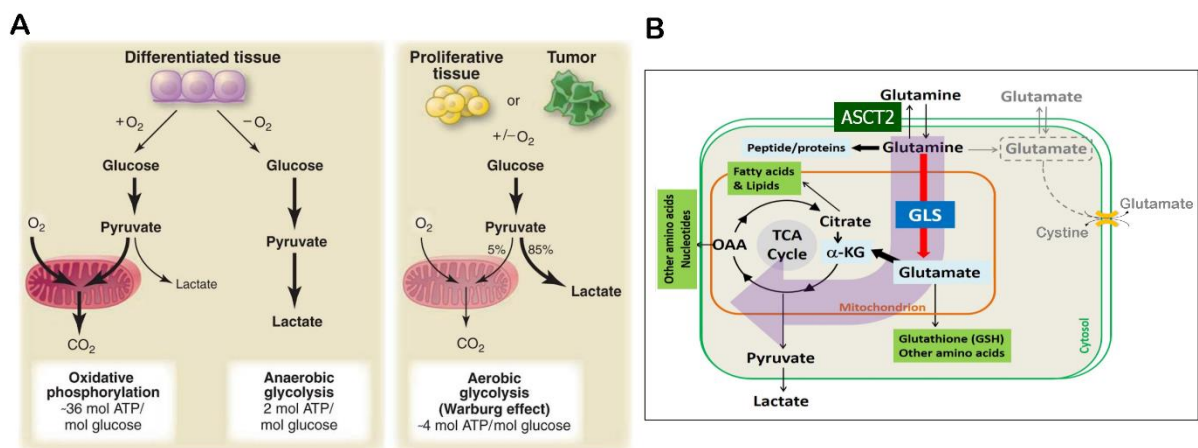 A
Differentiated tissue
+O2
−O2
Glucose
Glucose
O2
Pyruvate
Pyruvate
Lactate
Lactate
CO2
Oxidative
phosphorylation
~36 mol ATP/
mol glucose
Anaerobic
glycolysis
2 mol ATP/
mol glucose
Proliferative
tissue
or
Tumor
+/−O2
Glucose
O2
Pyruvate
5%
85%
Lactate
CO2
Aerobic
glycolysis
(Warburg effect)
~4 mol ATP/mol glucose
B
Glutamine
Glutamate
ASCT2
Peptide/proteins
Glutamine
Glutamate
Fatty acids
& Lipids
Citrate
GLS
Glutamate
Cystine
Other amino acids
Nucleotides
OAA
TCA
Cycle
α-KG
Glutamate
Mitochondrion
Glutathione (GSH)
Other amino acids
Cytosol
Pyruvate
Lactate